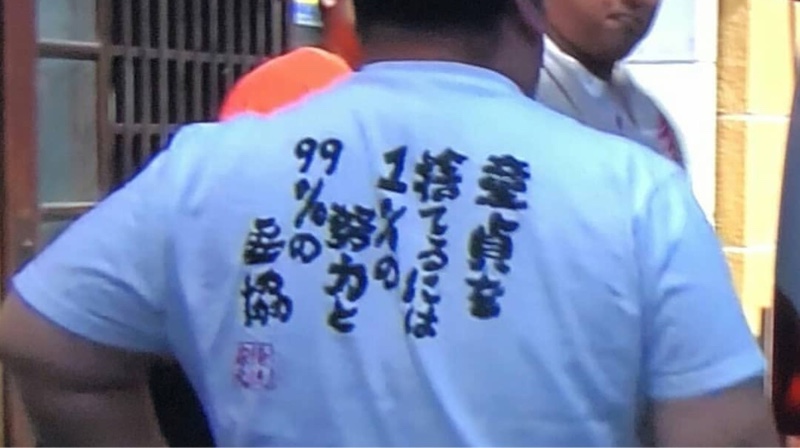 童貞を
捨てるには
1%の
努力と
99%の
妥協